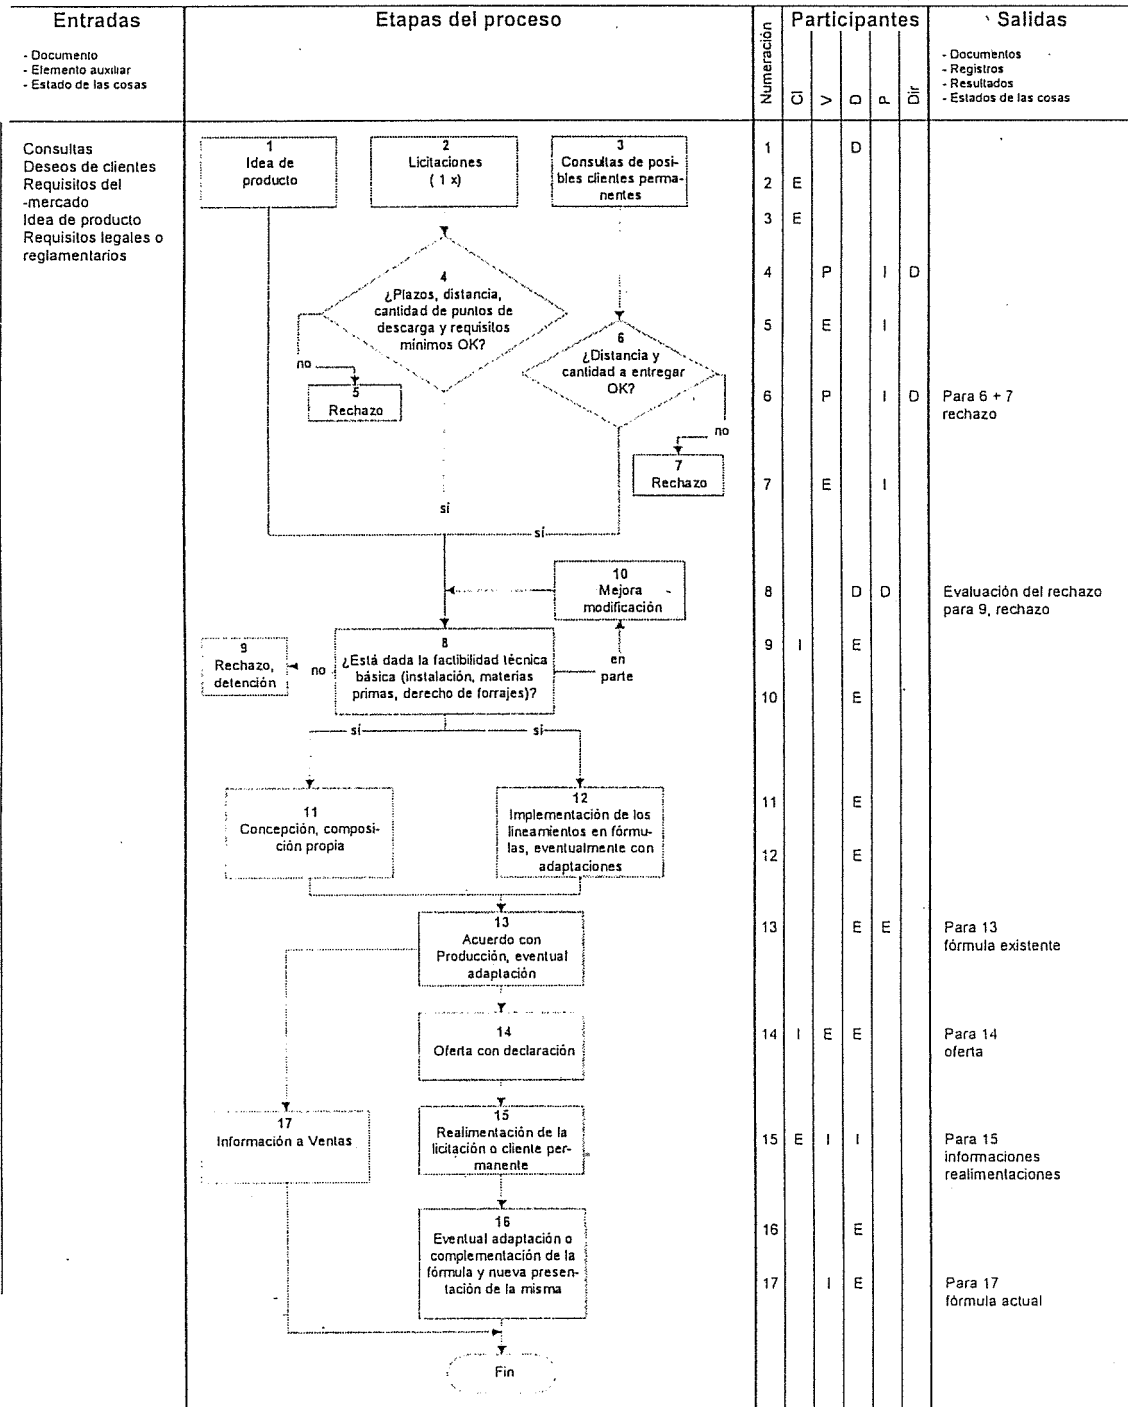 Entradas
- Documento
- Elemento auxiliar
- Estado de las cosas
Etapas del proceso
Numeración
Participantes
Cl
V
D
P
Dir
Salidas
- Documentos
- Registros
- Resultados
- Estados de las cosas
Consultas
Deseos de clientes
Requisitos del
-mercado
Idea de producto
Requisitos legales o
reglamentarios
1
Idea de
producto
2
Licitaciones
( 1 x)
3
Consultas de posi-
bles clientes perma-
nentes
4
¿Plazos, distancia,
cantidad de puntos de
descarga y requisitos
mínimos OK?
no
5
Rechazo
6
¿Distancia y
cantidad a entregar
OK?
no
7
Rechazo
sí
sí
10
Mejora
modificación
8
¿Está dada la factibilidad técnica
básica (instalación, materias
primas, derecho de forrajes)?
no
9
Rechazo,
detención
en
parte
sí
sí
11
Concepción, composi-
ción propia
12
Implementación de los
lineamientos en fórmu-
las, eventualmente con
adaptaciones
13
Acuerdo con
Producción, eventual
adaptación
14
Oferta con declaración
17
Información a Ventas
15
Realimentación de la
licitación o cliente per-
manente
16
Eventual adaptación o
complementación de la
fórmula y nueva presen-
tación de la misma
Fin
1 D
2 E
3 E
4 P I D
5 E I
6 P I D
7 E I
8 D D
9 I E
10 E
11 E
12 E
13 E E
14 I E E
15 E I I
16 E
17 I E
Para 6 + 7
rechazo
Evaluación del rechazo
para 9, rechazo
Para 13
fórmula existente
Para 14
oferta
Para 15
informaciones
realimentaciones
Para 17
fórmula actual